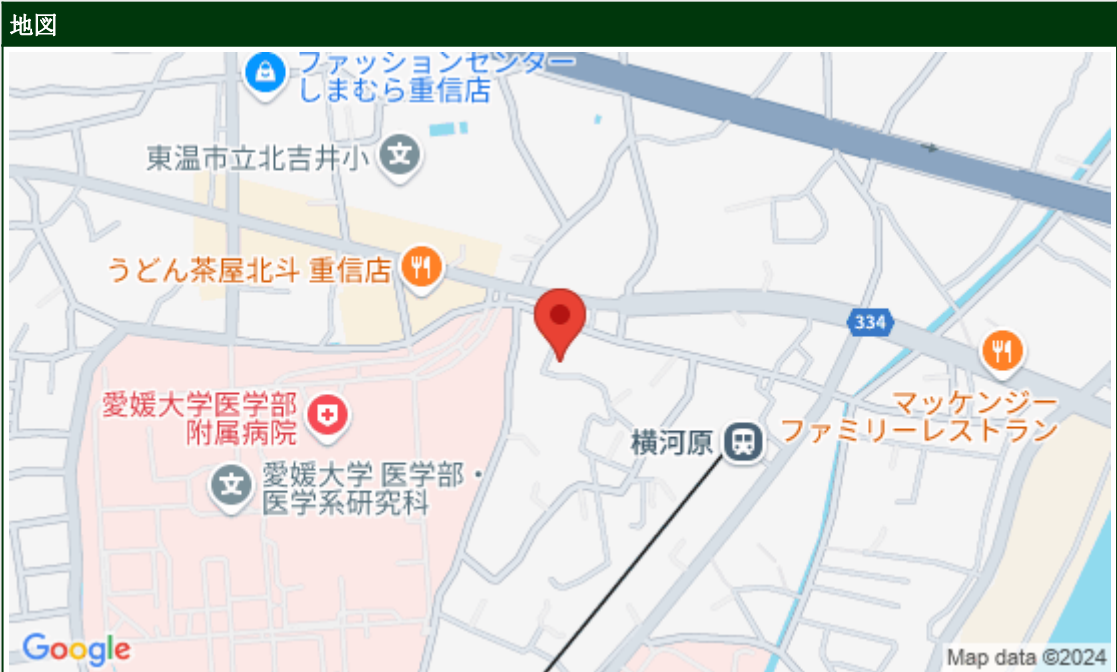 地図
ファッションセンター
しまむら重信店
東温市立北吉井小
文
うどん茶屋北斗 重信店
334
マッケンジー
ファミリーレストラン
愛媛大学医学部
附属病院
横河原
文
愛媛大学 医学部・
医学系研究科
Google
Map data ©2024